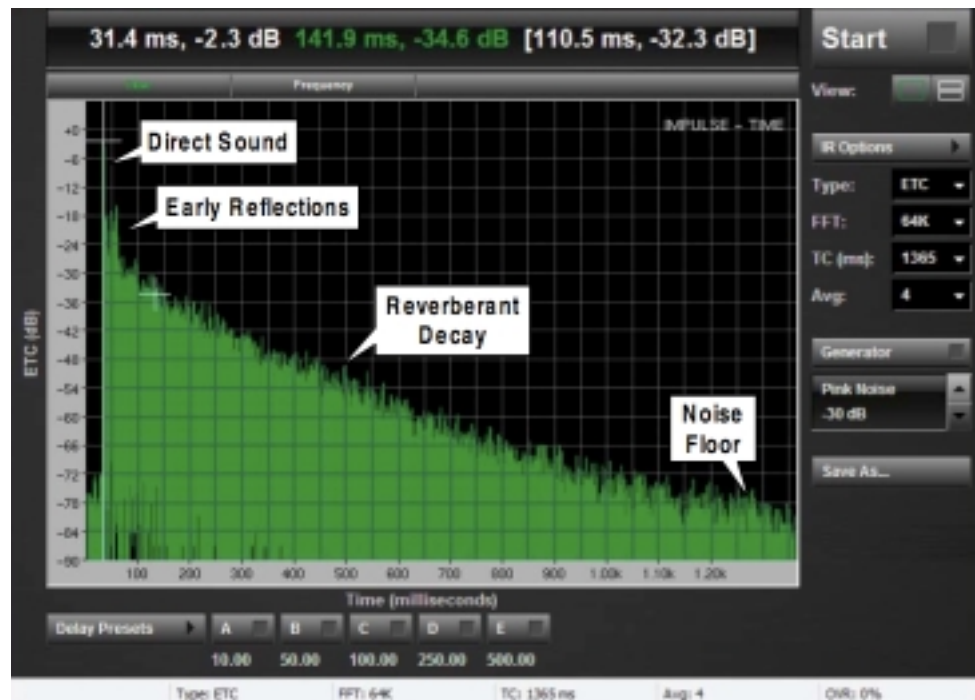 31.4 ms, -2.3 dB 141.9 ms, -34.6 dB [110.5 ms, -32.3 dB]
Start
Frequency
View:
IMPULSE - TIME
IR Options
Type: ETC
FFT: 64K
TC (ms): 1365
Avg: 4
Generator
Pink Noise
-30 dB
Save As...
Direct Sound
Early Reflections
Reverberant
Decay
Noise
Floor
ETC (dB)
+0
-6
-12
-18
-24
-30
-36
-42
-48
-54
-60
-66
-72
-78
-84
-90
100 200 300 400 500 600 700 800 900 1.00k 1.10k 1.20k
Time (milliseconds)
Delay Presets A B C D E
10.00 50.00 100.00 250.00 500.00
Type: ETC FFT: 64K TC: 1365 ms Avg: 4 OVR: 0%